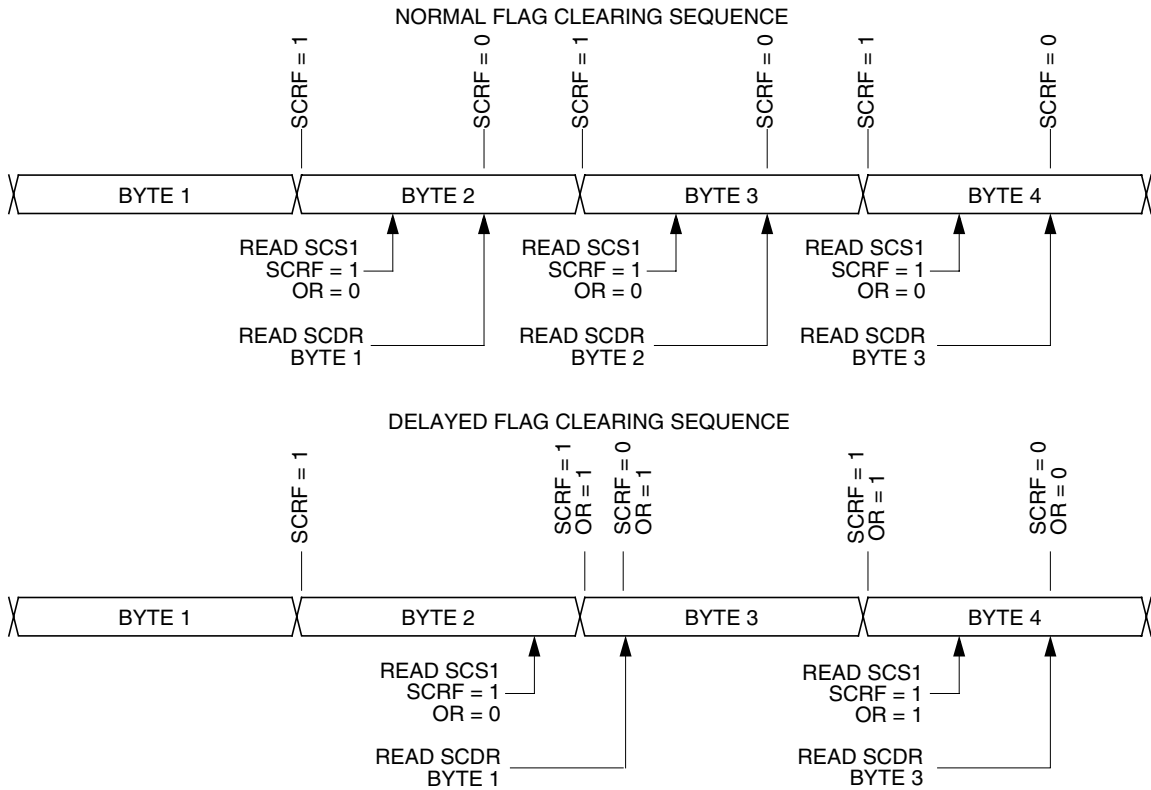 NORMAL FLAG CLEARING SEQUENCE
SCRF = 1
SCRF = 0
SCRF = 1
SCRF = 0
SCRF = 1
SCRF = 0
BYTE 1
BYTE 2
BYTE 3
BYTE 4
READ SCS1
SCRF = 1
OR = 0
READ SCS1
SCRF = 1
OR = 0
READ SCS1
SCRF = 1
OR = 0
READ SCDR
BYTE 1
READ SCDR
BYTE 2
READ SCDR
BYTE 3
DELAYED FLAG CLEARING SEQUENCE
SCRF = 1
SCRF = 1
OR = 1
SCRF = 0
OR = 1
SCRF = 1
OR = 1
SCRF = 0
OR = 0
BYTE 1
BYTE 2
BYTE 3
BYTE 4
READ SCS1
SCRF = 1
OR = 0
READ SCS1
SCRF = 1
OR = 1
READ SCDR
BYTE 1
READ SCDR
BYTE 3